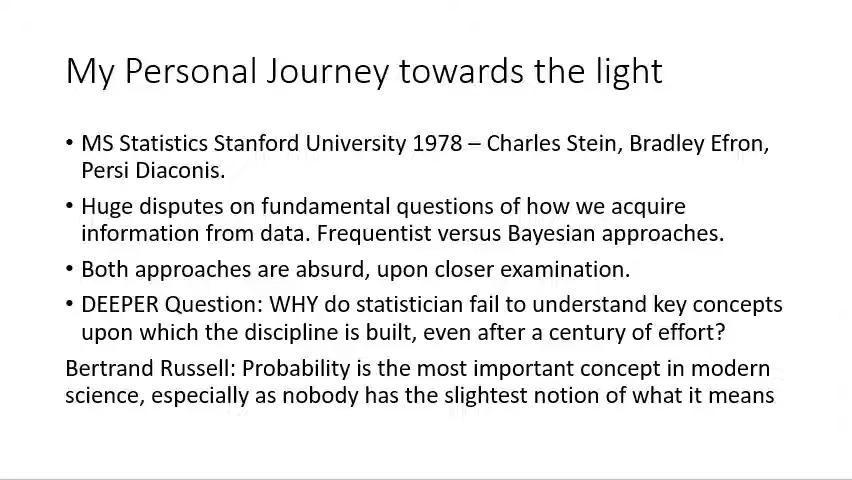 My Personal Journey towards the light
• MS Statistics Stanford University 1978 – Charles Stein, Bradley Efron,
Persi Diaconis.
• Huge disputes on fundamental questions of how we acquire
information from data. Frequentist versus Bayesian approaches.
• Both approaches are absurd, upon closer examination.
• DEEPER Question: WHY do statistician fail to understand key concepts
upon which the discipline is built, even after a century of effort?
Bertrand Russell: Probability is the most important concept in modern
science, especially as nobody has the slightest notion of what it means